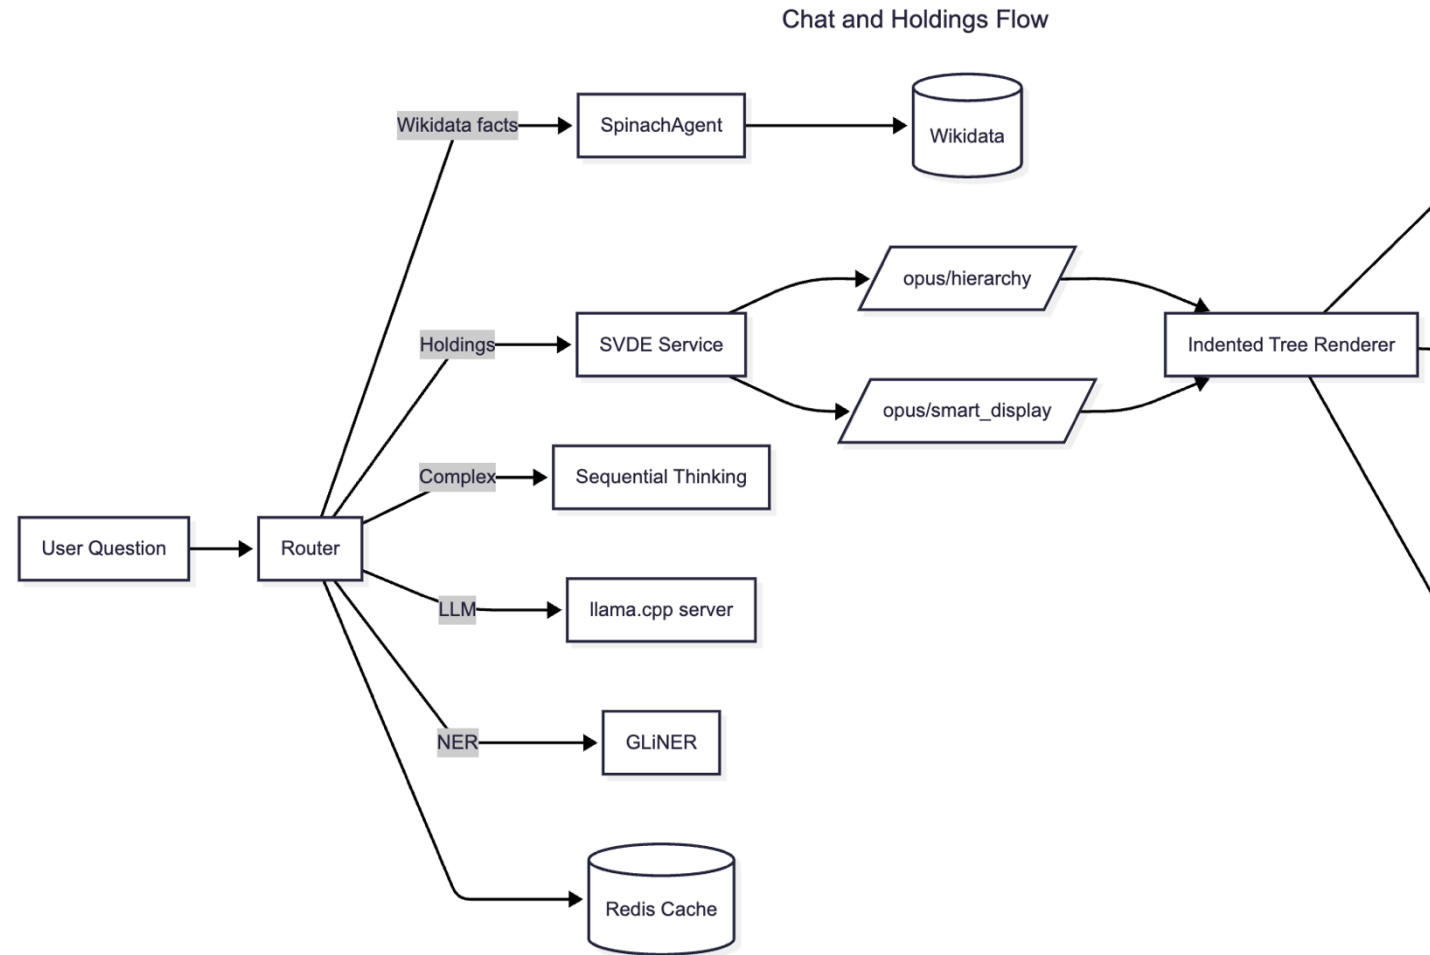 Chat and Holdings Flow
Wikidata facts
SpinachAgent
Wikidata
opus/hierarchy
Holdings
SVDE Service
Indented Tree Renderer
opus/smart_display
Complex
Sequential Thinking
User Question
Router
LLM
llama.cpp server
NER
GLiNER
Redis Cache